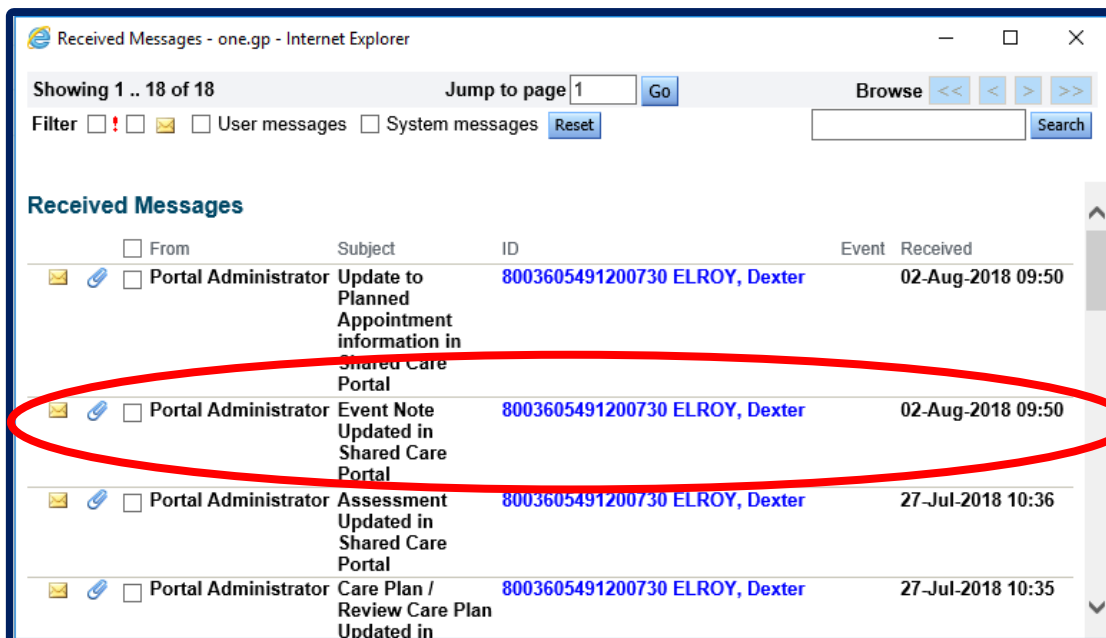 Received Messages - one.gp - Internet Explorer
Showing 1 .. 18 of 18 Jump to page 1 Go Browse << < > >>
Filter ! User messages System messages Reset Search
Received Messages
From Subject ID Event Received
Portal Administrator Update to 8003605491200730 ELROY, Dexter 02-Aug-2018 09:50
Planned
Appointment
information in
Shared Care
Portal
Portal Administrator Event Note 8003605491200730 ELROY, Dexter 02-Aug-2018 09:50
Updated in
Shared Care
Portal
Portal Administrator Assessment 8003605491200730 ELROY, Dexter 27-Jul-2018 10:36
Updated in
Shared Care
Portal
Portal Administrator Care Plan / 8003605491200730 ELROY, Dexter 27-Jul-2018 10:35
Review Care Plan
Updated in